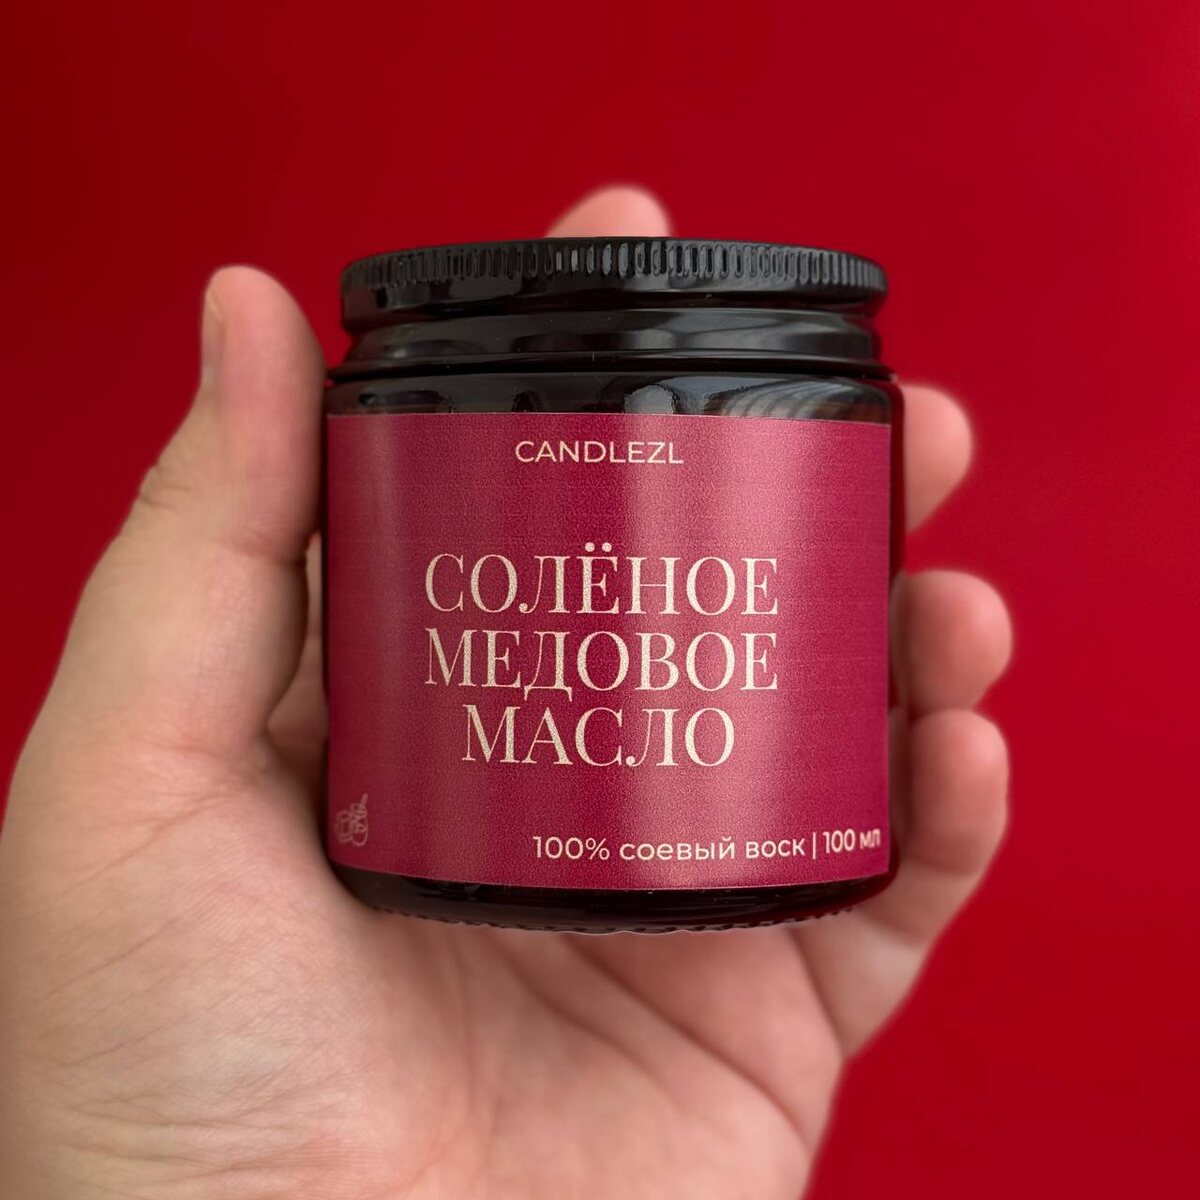 CANDLEZL
СОЛЁНОЕ
МЕДОВОЕ
МАСЛО
100% соевый воск | 100 мл